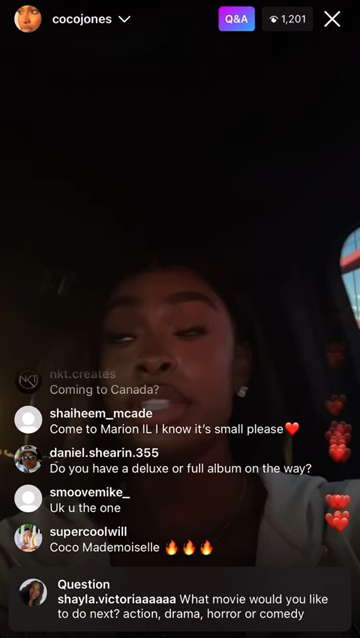 cocojones
Q&A
1,201
nkt.creates
NKT
Coming to Canada?
shaiheem_mcade
Come to Marion IL I know it's small please❤️
daniel.shearin.355
Do you have a deluxe or full album on the way?
smoovemike_
Uk u the one
supercoolwill
Coco Mademoiselle 🔥🔥🔥
Question
shayla.victoriaaaaaa What movie would you like
to do next? action, drama, horror or comedy